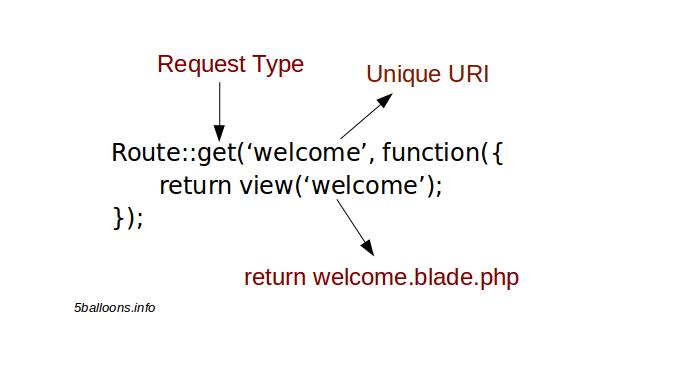 Request Type
Unique URI
Route::get(‘welcome’, function({
return view(‘welcome’);
});
return welcome.blade.php
5balloons.info